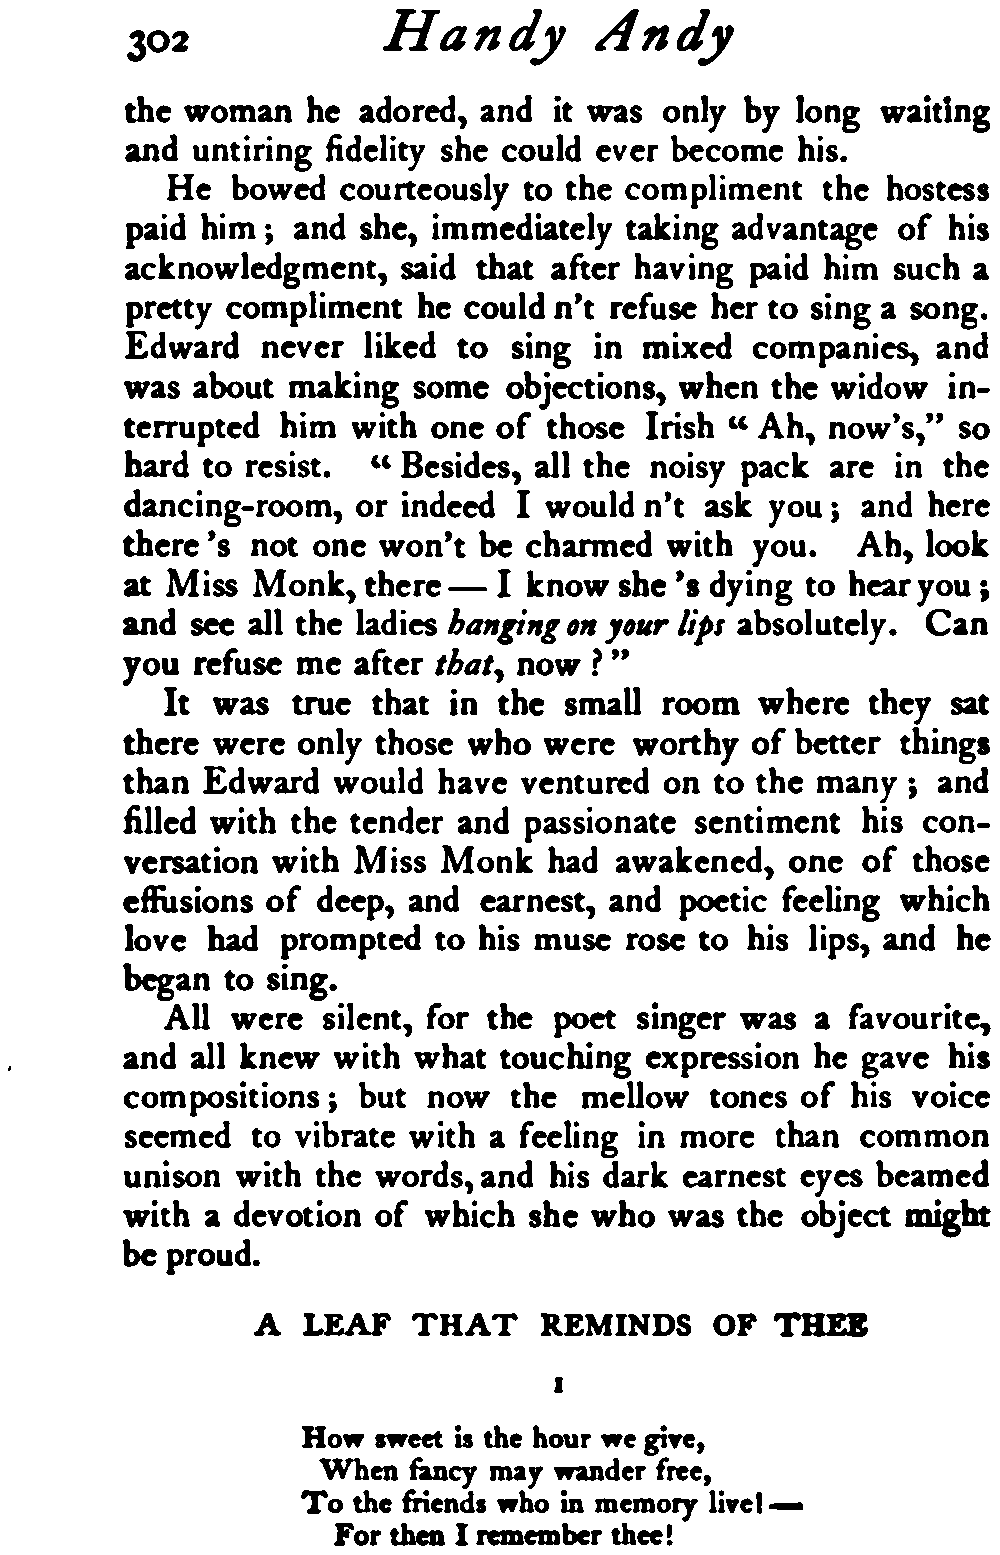 302 Handy Andy
the woman he adored, and it was only by long waiting
and untiring fidelity she could ever become his.
He bowed courteously to the compliment the hostess
paid him; and she, immediately taking advantage of his
acknowledgment, said that after having paid him such a
pretty compliment he could n't refuse her to sing a song.
Edward never liked to sing in mixed companies, and
was about making some objections, when the widow in-
terrupted him with one of those Irish “Ah, now's,” so
hard to resist. “Besides, all the noisy pack are in the
dancing-room, or indeed I would n't ask you; and here
there 's not one won't be charmed with you. Ah, look
at Miss Monk, there — I know she 's dying to hear you;
and see all the ladies hanging on your lips absolutely. Can
you refuse me after that, now?”
It was true that in the small room where they sat
there were only those who were worthy of better things
than Edward would have ventured on to the many; and
filled with the tender and passionate sentiment his con-
versation with Miss Monk had awakened, one of those
effusions of deep, and earnest, and poetic feeling which
love had prompted to his muse rose to his lips, and he
began to sing.
All were silent, for the poet singer was a favourite,
and all knew with what touching expression he gave his
compositions; but now the mellow tones of his voice
seemed to vibrate with a feeling in more than common
unison with the words, and his dark earnest eyes beamed
with a devotion of which she who was the object might
be proud.
A LEAF THAT REMINDS OF THEE
I
How sweet is the hour we give,
When fancy may wander free,
To the friends who in memory live! —
For then I remember thee!